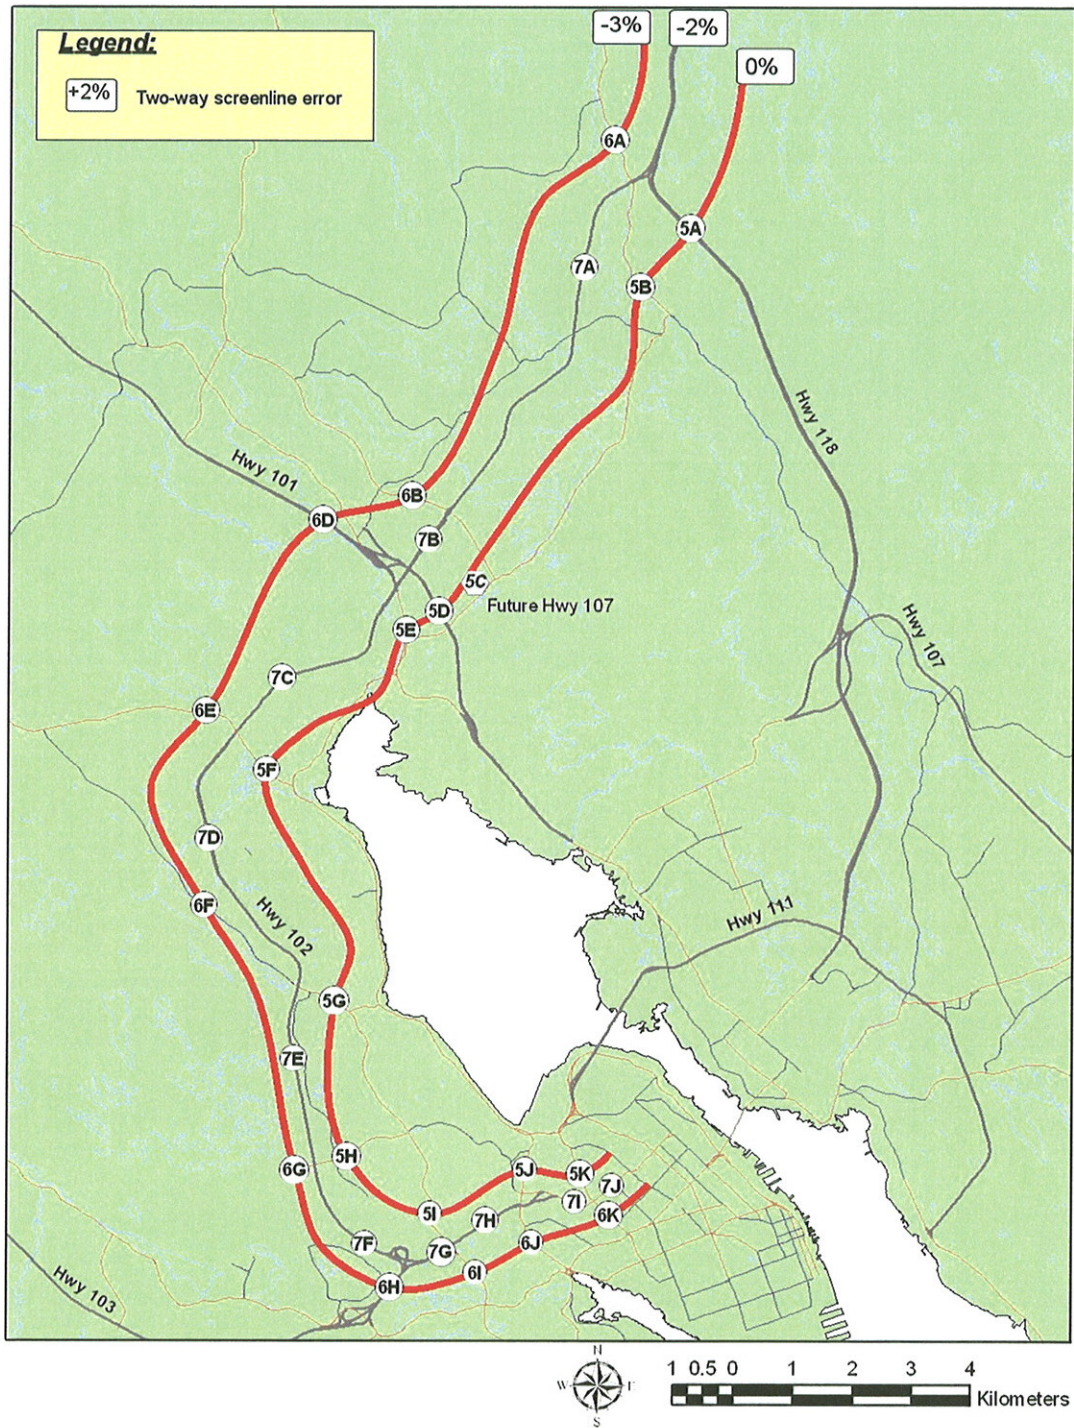 Legend:
+2% Two-way screenline error
-3%
-2%
0%
6A
5A
7A
5B
Hwy 118
Hwy 101
6B
6D
7B
5C
Future Hwy 107
5D
5E
Hwy 107
7C
6E
5F
7D
6F
Hwy 102
Hwy 111
5G
7E
5H
6G
5J
5K
7J
7I
5I
7H
6K
7F
7G
6J
6I
6H
Hwy 103
N
W
S
1 0.5 0 1 2 3 4
Kilometers